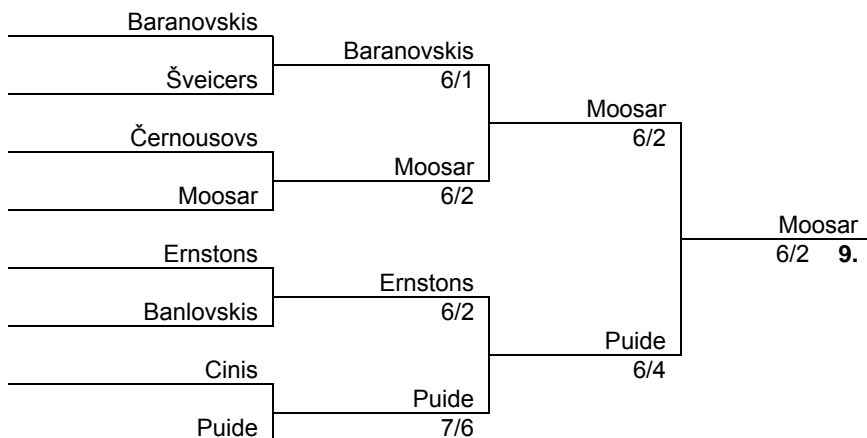 Baranovskis
Baranovskis
Šveicers
6/1
Moosar
Černousovs
6/2
Moosar
Moosar
6/2
Moosar
Ernstons
6/2 9.
Ernstons
Banlovskis
6/2
Puide
Cinis
6/4
Puide
Puide
7/6